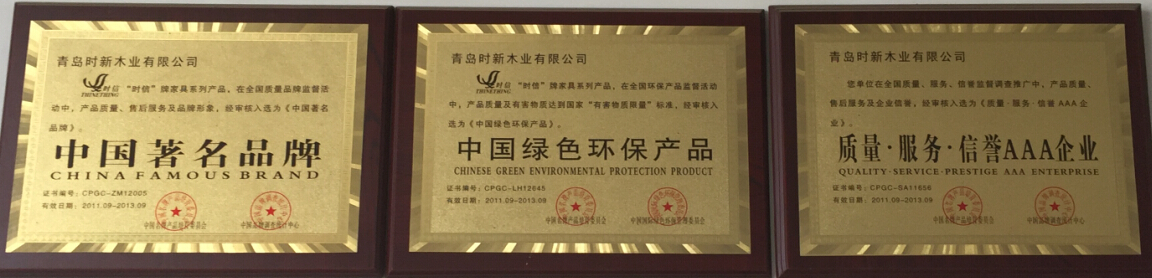 青岛时新木业有限公司
时信 “时信”牌家具系列产品，在全国质量品牌监督活
THINETHING
动中，产品质量、售后服务及品牌形象，经审核入选为《中国著名
品牌》。
中国著名品牌
CHINA FAMOUS BRAND
证书编号：CPGC-ZM12005
有效日期：2011.09-2013.09
青岛时新木业有限公司
时信 “时信”牌家具系列产品，在全国环保产品监督活动
THINETHING
中，产品质量及有害物质达到国家“有害物质限量”标准，经审核入
选为《中国绿色环保产品》。
中国绿色环保产品
CHINESE GREEN ENVIRONMENTAL PROTECTION PRODUCT
证书编号：CPGC-LH12645
有效日期：2011.09-2013.09
青岛时新木业有限公司
您单位在全国质量、服务、信誉监督调查推广中，产品质量、
售后服务及企业信誉，经审核入选为《质量·服务·信誉AAA企
业》。
质量·服务·信誉AAA企业
QUALITY·SERVICE·PRESTIGE AAA ENTERPRISE
证书编号：CPGC-SA11656
有效日期：2011.09-2013.09